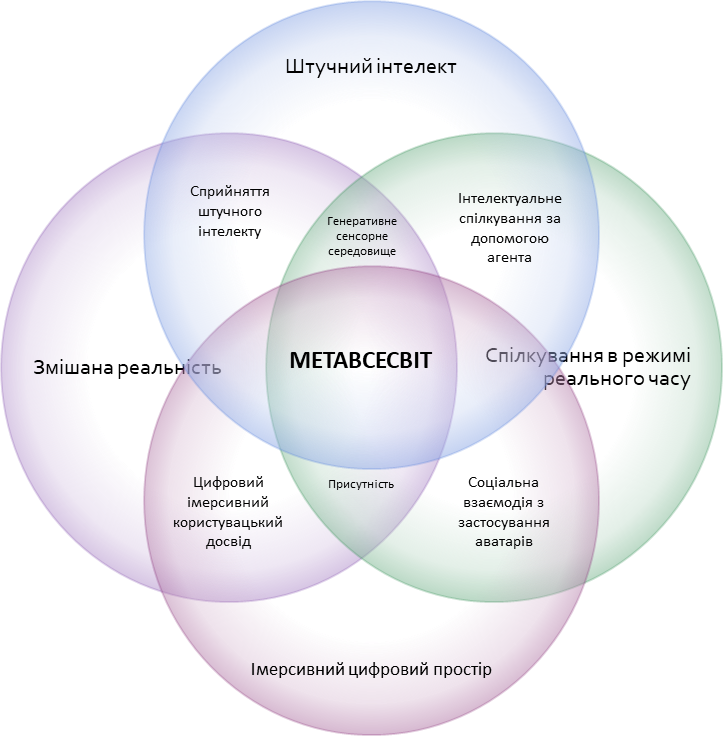 Штучний інтелект
Сприйняття
штучного
інтелекту
Генеративне
сенсорне
середовище
Інтелектуальне
спілкування за
допомогою
агента
Змішана реальність
МЕТАВСЕСВІТ
Спілкування в режимі
реального часу
Цифровий
імерсивний
користувацький
досвід
Присутність
Соціальна
взаємодія з
застосування
аватарів
Імерсивний цифровий простір